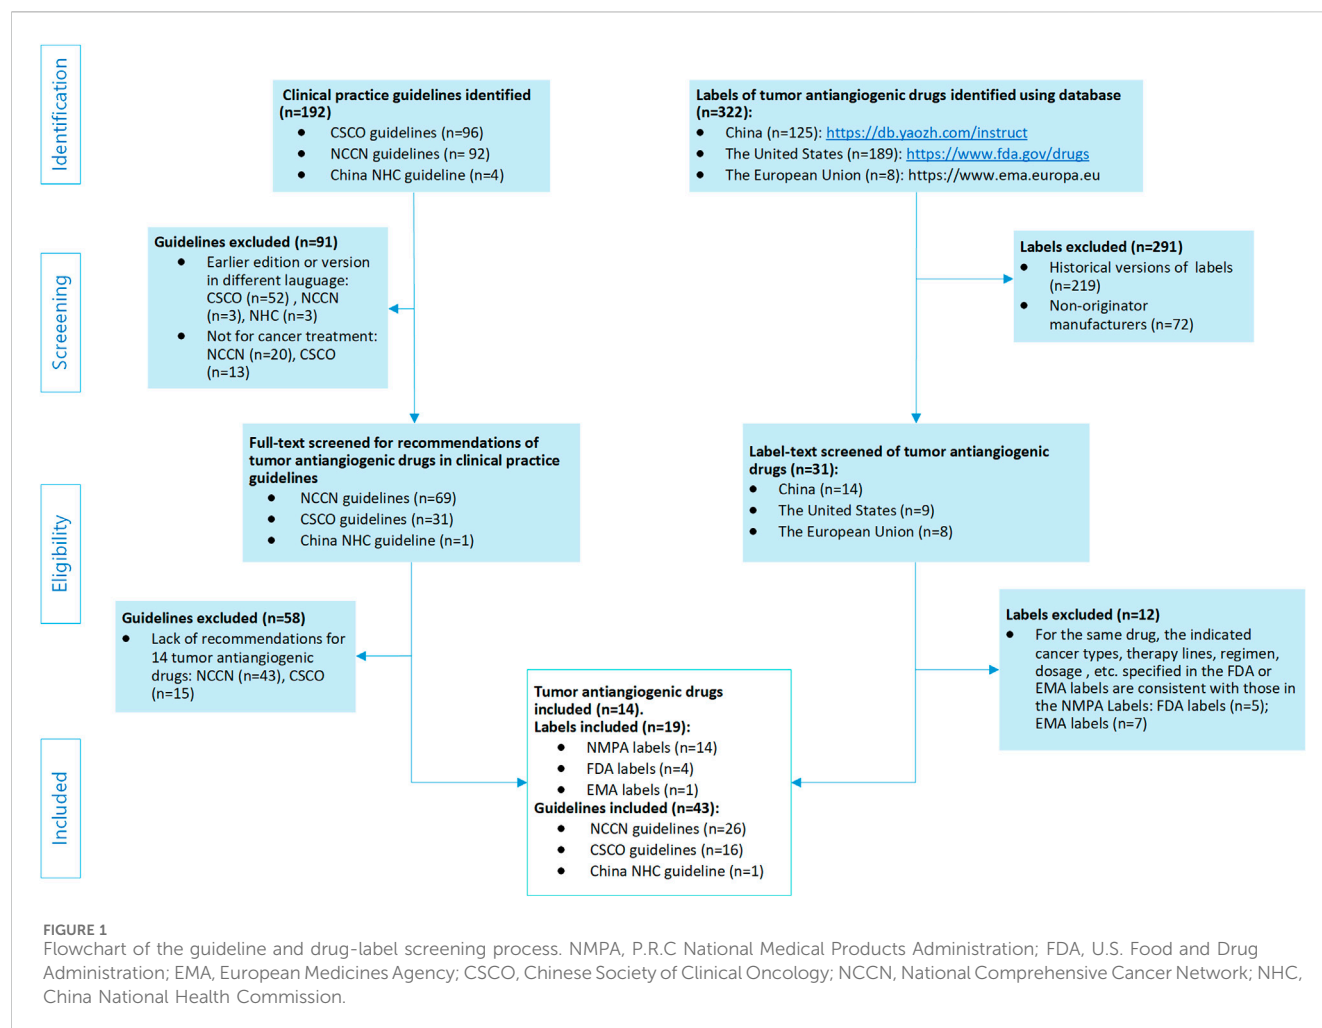 Identification
Clinical practice guidelines identified
(n=192)
● CSCO guidelines (n=96)
● NCCN guidelines (n= 92)
● China NHC guideline (n=4)
Labels of tumor antiangiogenic drugs identified using database
(n=322):
● China (n=125): https://db.yaozh.com/instruct
● The United States (n=189): https://www.fda.gov/drugs
● The European Union (n=8): https://www.ema.europa.eu
Screeening
Guidelines excluded (n=91)
● Earlier edition or version
in different lauguage:
CSCO (n=52) , NCCN
(n=3), NHC (n=3)
● Not for cancer treatment:
NCCN (n=20), CSCO
(n=13)
Labels excluded (n=291)
● Historical versions of labels
(n=219)
● Non-originator
manufacturers (n=72)
Eligibility
Full-text screened for recommendations of
tumor antiangiogenic drugs in clinical practice
guidelines
● NCCN guidelines (n=69)
● CSCO guidelines (n=31)
● China NHC guideline (n=1)
Label-text screened of tumor antiangiogenic
drugs (n=31):
● China (n=14)
● The United States (n=9)
● The European Union (n=8)
Guidelines excluded (n=58)
● Lack of recommendations for
14 tumor antiangiogenic
drugs: NCCN (n=43), CSCO
(n=15)
Labels excluded (n=12)
● For the same drug, the indicated
cancer types, therapy lines, regimen,
dosage , etc. specified in the FDA or
EMA labels are consistent with those in
the NMPA Labels: FDA labels (n=5);
EMA labels (n=7)
Included
Tumor antiangiogenic drugs
included (n=14).
Labels included (n=19):
● NMPA labels (n=14)
● FDA labels (n=4)
● EMA labels (n=1)
Guidelines included (n=43):
● NCCN guidelines (n=26)
● CSCO guidelines (n=16)
● China NHC guideline (n=1)
FIGURE 1
Flowchart of the guideline and drug-label screening process. NMPA, P.R.C National Medical Products Administration; FDA, U.S. Food and Drug
Administration; EMA, European Medicines Agency; CSCO, Chinese Society of Clinical Oncology; NCCN, National Comprehensive Cancer Network; NHC,
China National Health Commission.